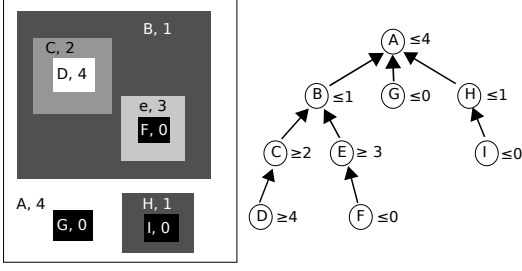 B, 1
C, 2
D, 4
e, 3
F, 0
A, 4
H, 1
G, 0
I, 0
A ≤4
B ≤1
G ≤0
H ≤1
C ≥2
E ≥ 3
I ≤0
D ≥4
F ≤0